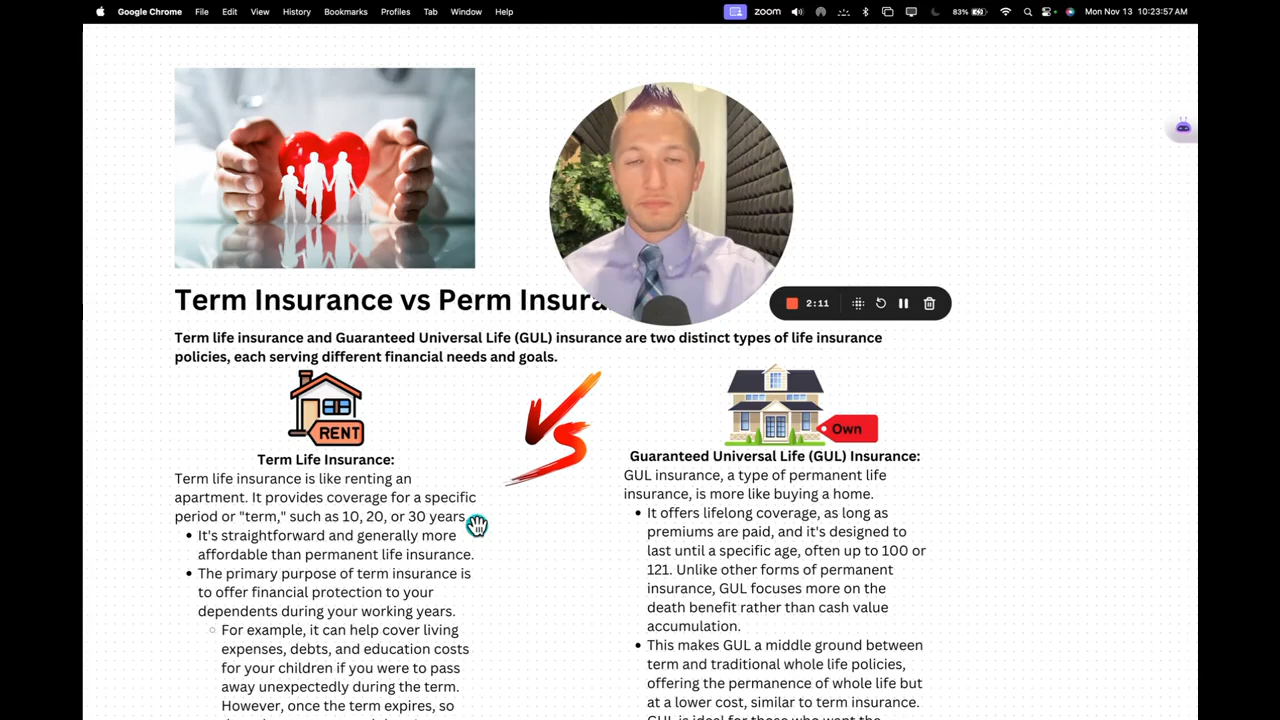 Google Chrome File Edit View History Bookmarks Profiles Tab Window Help zoom 83% Mon Nov 13 10:23:57 AM
Term Insurance vs Perm
2:11
Term life insurance and Guaranteed Universal Life (GUL) insurance are two distinct types of life insurance
policies, each serving different financial needs and goals.
RENT
VS
Own
Term Life Insurance:
Term life insurance is like renting an
apartment. It provides coverage for a specific
period or "term," such as 10, 20, or 30 years
• It's straightforward and generally more
affordable than permanent life insurance.
• The primary purpose of term insurance is
to offer financial protection to your
dependents during your working years.
○ For example, it can help cover living
expenses, debts, and education costs
for your children if you were to pass
away unexpectedly during the term.
However, once the term expires, so
Guaranteed Universal Life (GUL) Insurance:
GUL insurance, a type of permanent life
insurance, is more like buying a home.
• It offers lifelong coverage, as long as
premiums are paid, and it's designed to
last until a specific age, often up to 100 or
121. Unlike other forms of permanent
insurance, GUL focuses more on the
death benefit rather than cash value
accumulation.
• This makes GUL a middle ground between
term and traditional whole life policies,
offering the permanence of whole life but
at a lower cost, similar to term insurance.